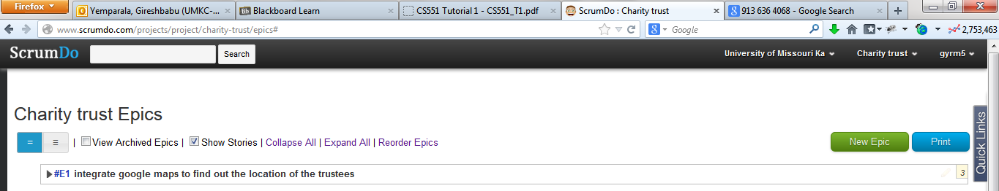 Firefox
Yemparala, Gireshbabu (UMKC-... × Bb Blackboard Learn × CS551 Tutorial 1 - CS551_T1.pdf × ScrumDo : Charity trust × 8 913 636 4068 - Google Search × +
www.scrumdo.com/projects/project/charity-trust/epics# 8 Google 2,753,463
ScrumDo Search University of Missouri Ka Charity trust gyrm5
Charity trust Epics
| View Archived Epics | Show Stories | Collapse All | Expand All | Reorder Epics New Epic Print
Quick Links
#E1 integrate google maps to find out the location of the trustees 3